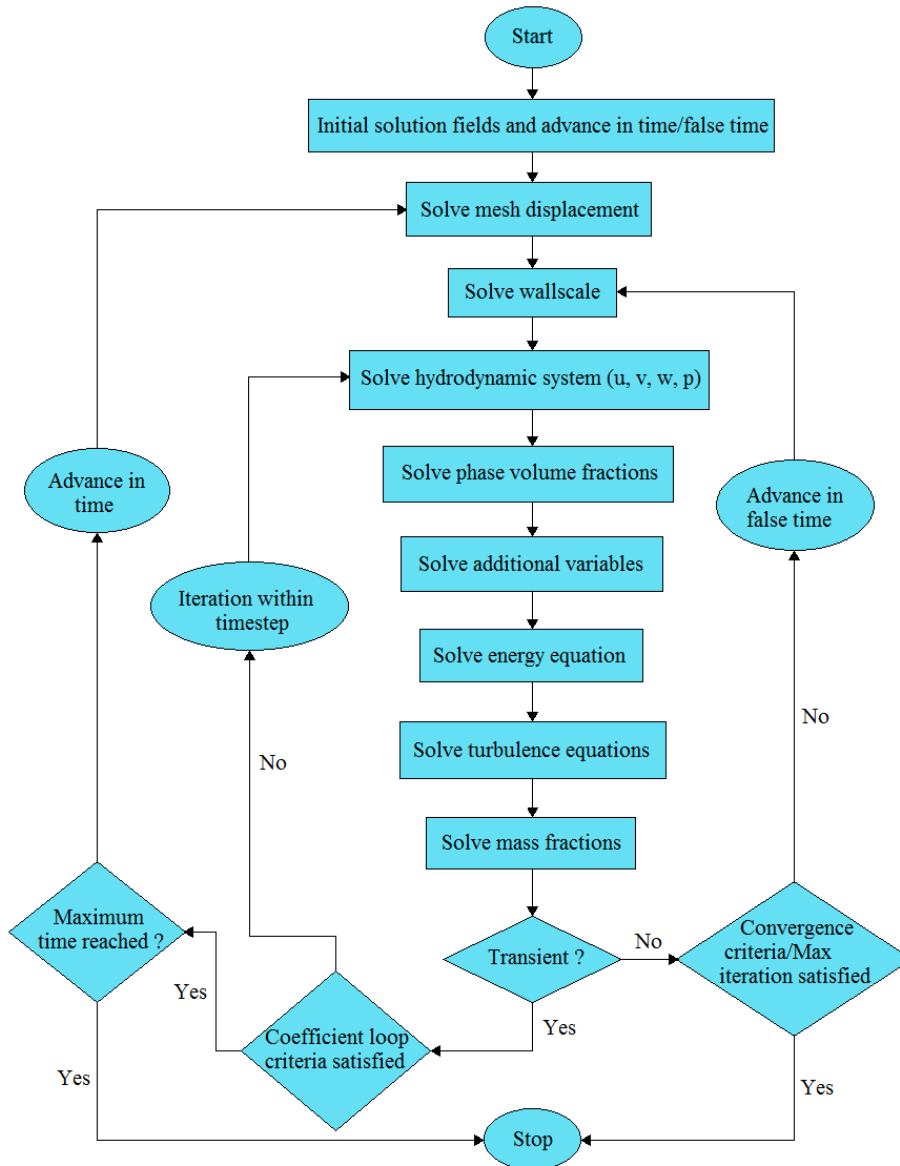 Start
Initial solution fields and advance in time/false time
Solve mesh displacement
Solve wallscale
Solve hydrodynamic system (u, v, w, p)
Solve phase volume fractions
Advance in
time
Advance in
false time
Solve additional variables
Iteration within
timestep
Solve energy equation
No
Solve turbulence equations
No
Solve mass fractions
Maximum
time reached ?
Transient ?
No
Convergence
criteria/Max
iteration satisfied
Yes
Yes
Coefficient loop
criteria satisfied
Yes
Yes
Stop